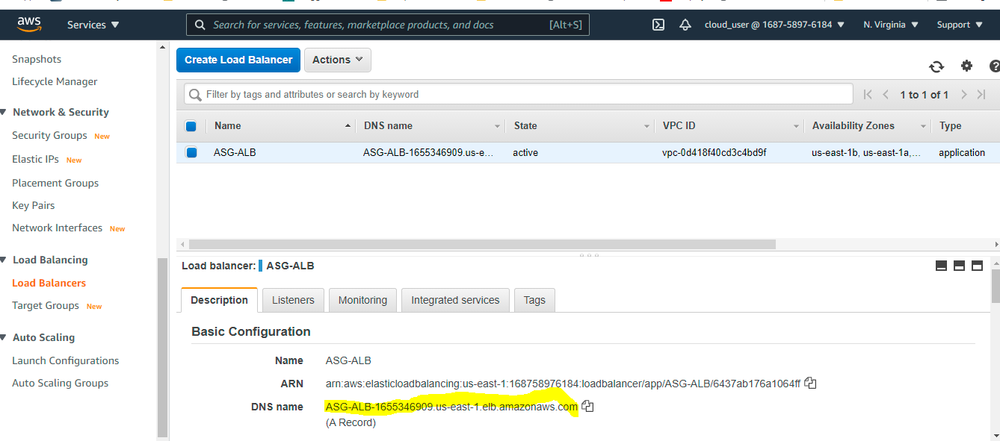 aws Services Search for services, features, marketplace products, and docs [Alt+S] cloud_user @ 1687-5897-6184 N. Virginia Support
Snapshots
Lifecycle Manager
Network & Security
Security Groups New
Elastic IPs New
Placement Groups
Key Pairs
Network Interfaces New
Load Balancing
Load Balancers
Target Groups New
Auto Scaling
Launch Configurations
Auto Scaling Groups
Create Load Balancer Actions
Filter by tags and attributes or search by keyword 1 to 1 of 1
Name DNS name State VPC ID Availability Zones Type
ASG-ALB ASG-ALB-1655346909.us-e... active vpc-0d418f40cd3c4bd9f us-east-1b, us-east-1a,... application
Load balancer: ASG-ALB
Description Listeners Monitoring Integrated services Tags
Basic Configuration
Name ASG-ALB
ARN arn:aws:elasticloadbalancing:us-east-1:168758976184:loadbalancer/app/ASG-ALB/6437ab176a1064ff
DNS name ASG-ALB-1655346909.us-east-1.elb.amazonaws.com
(A Record)